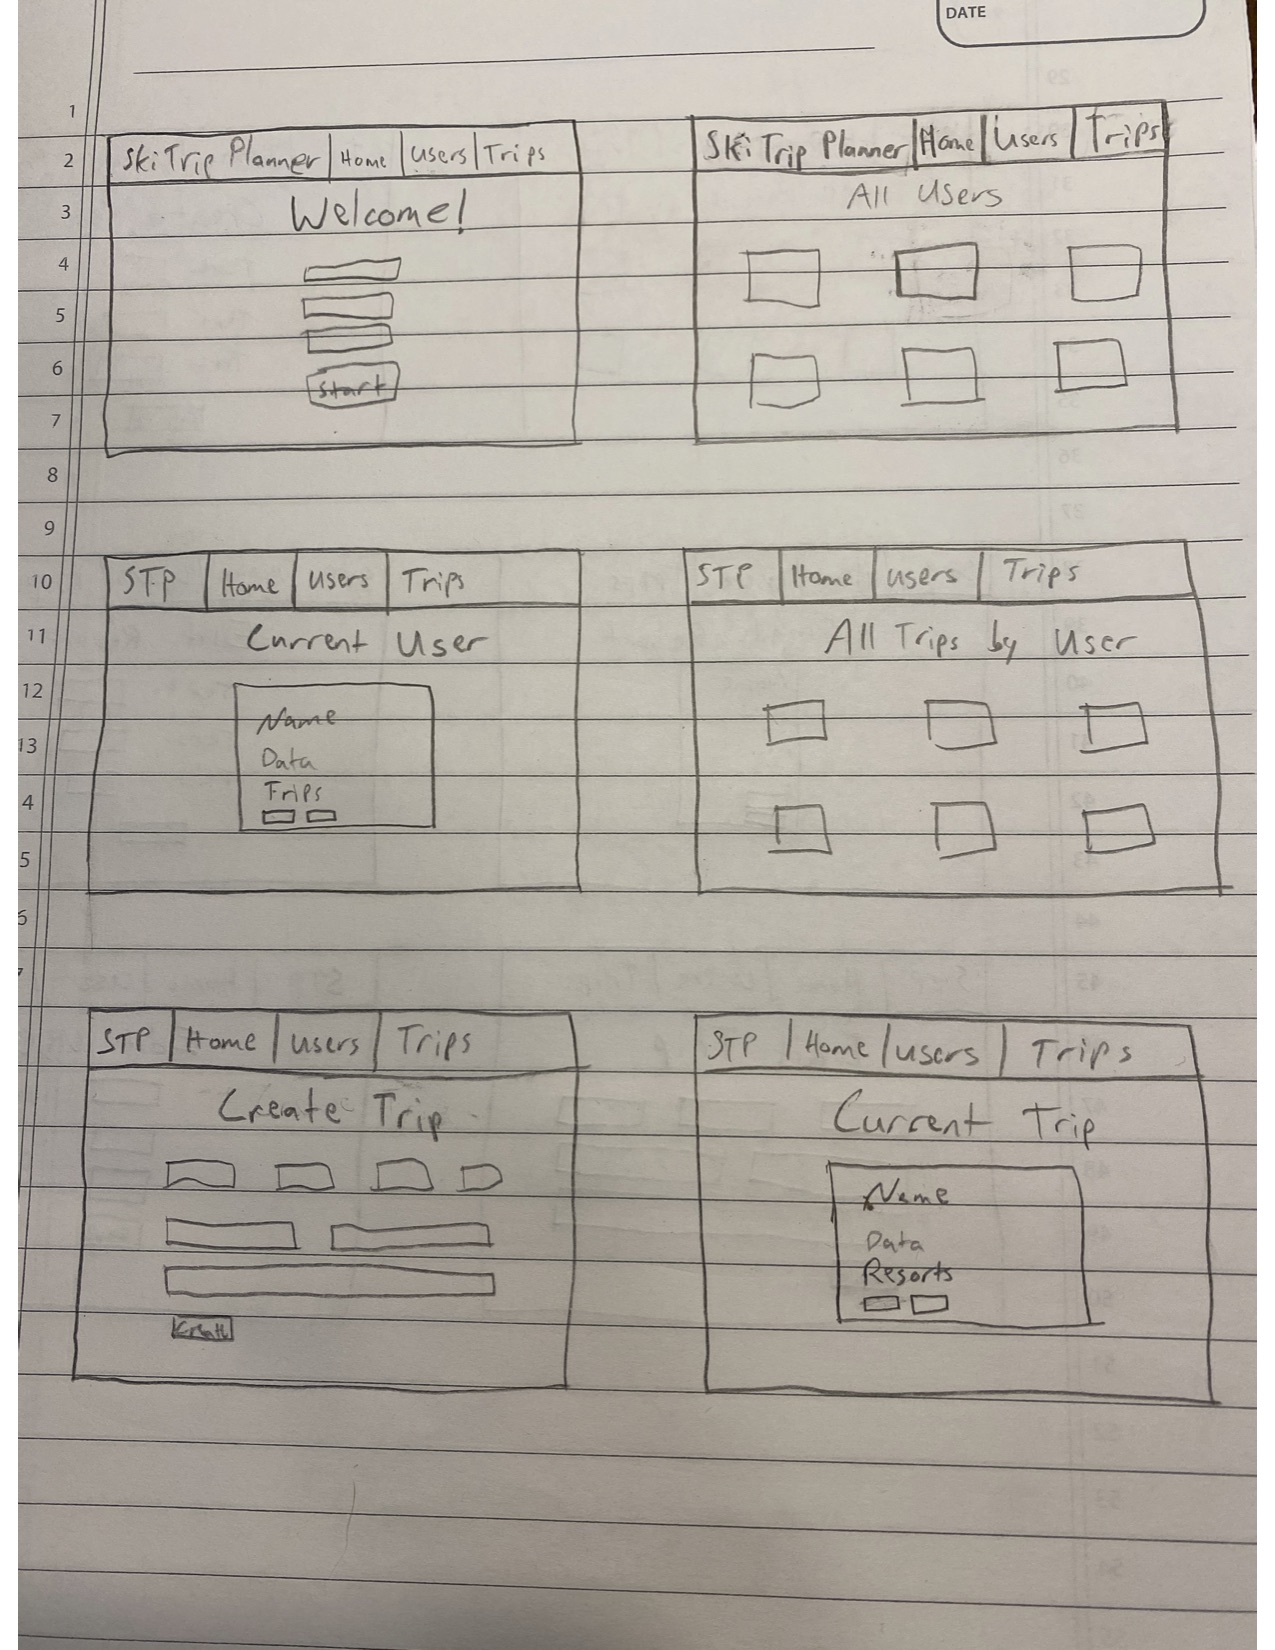 DATE
1
2
3
4
5
6
7
8
9
10
11
12
13
4
5
Ski Trip Planner Home Users Trips
Welcome!
Start
Ski Trip Planner Home Users Trips
All Users
STP Home Users Trips
Current User
Name
Data
Trips
STP Home Users Trips
All Trips by User
STP Home Users Trips
Create Trip
Create
STP Home Users Trips
Current Trip
Name
Data
Resorts